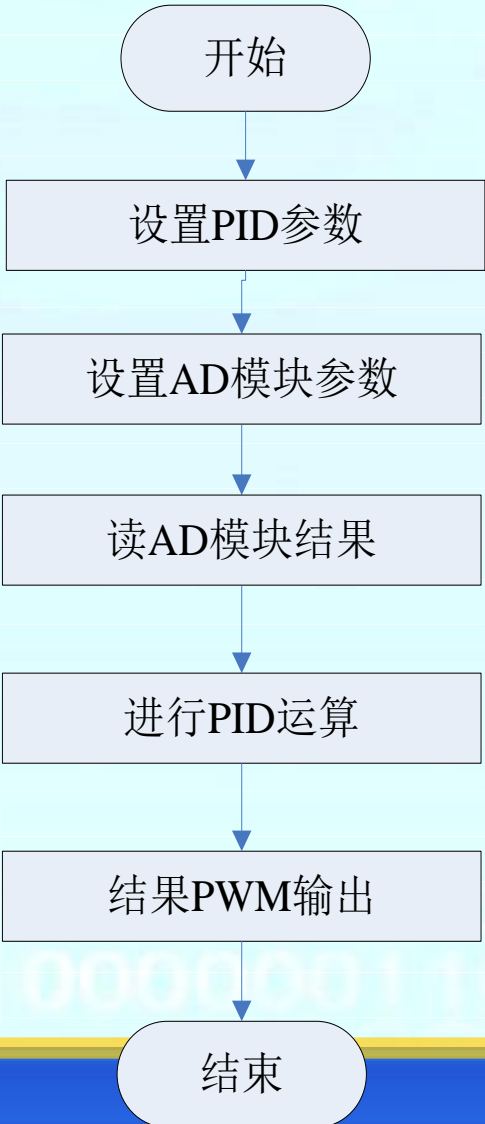 开始
设置PID参数
设置AD模块参数
读AD模块结果
进行PID运算
结果PWM输出
0000001
结束